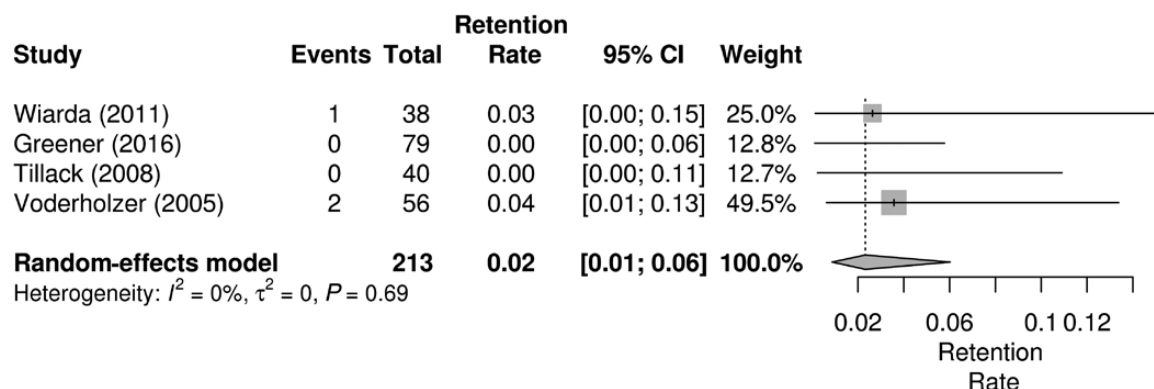 Retention
Study Events Total Rate 95% CI Weight
Wiarda (2011) 1 38 0.03 [0.00; 0.15] 25.0%
Greener (2016) 0 79 0.00 [0.00; 0.06] 12.8%
Tillack (2008) 0 40 0.00 [0.00; 0.11] 12.7%
Voderholzer (2005) 2 56 0.04 [0.01; 0.13] 49.5%
Random-effects model 213 0.02 [0.01; 0.06] 100.0%
Heterogeneity: I² = 0%, τ² = 0, P = 0.69
0.02 0.06 0.1 0.12
Retention
Rate